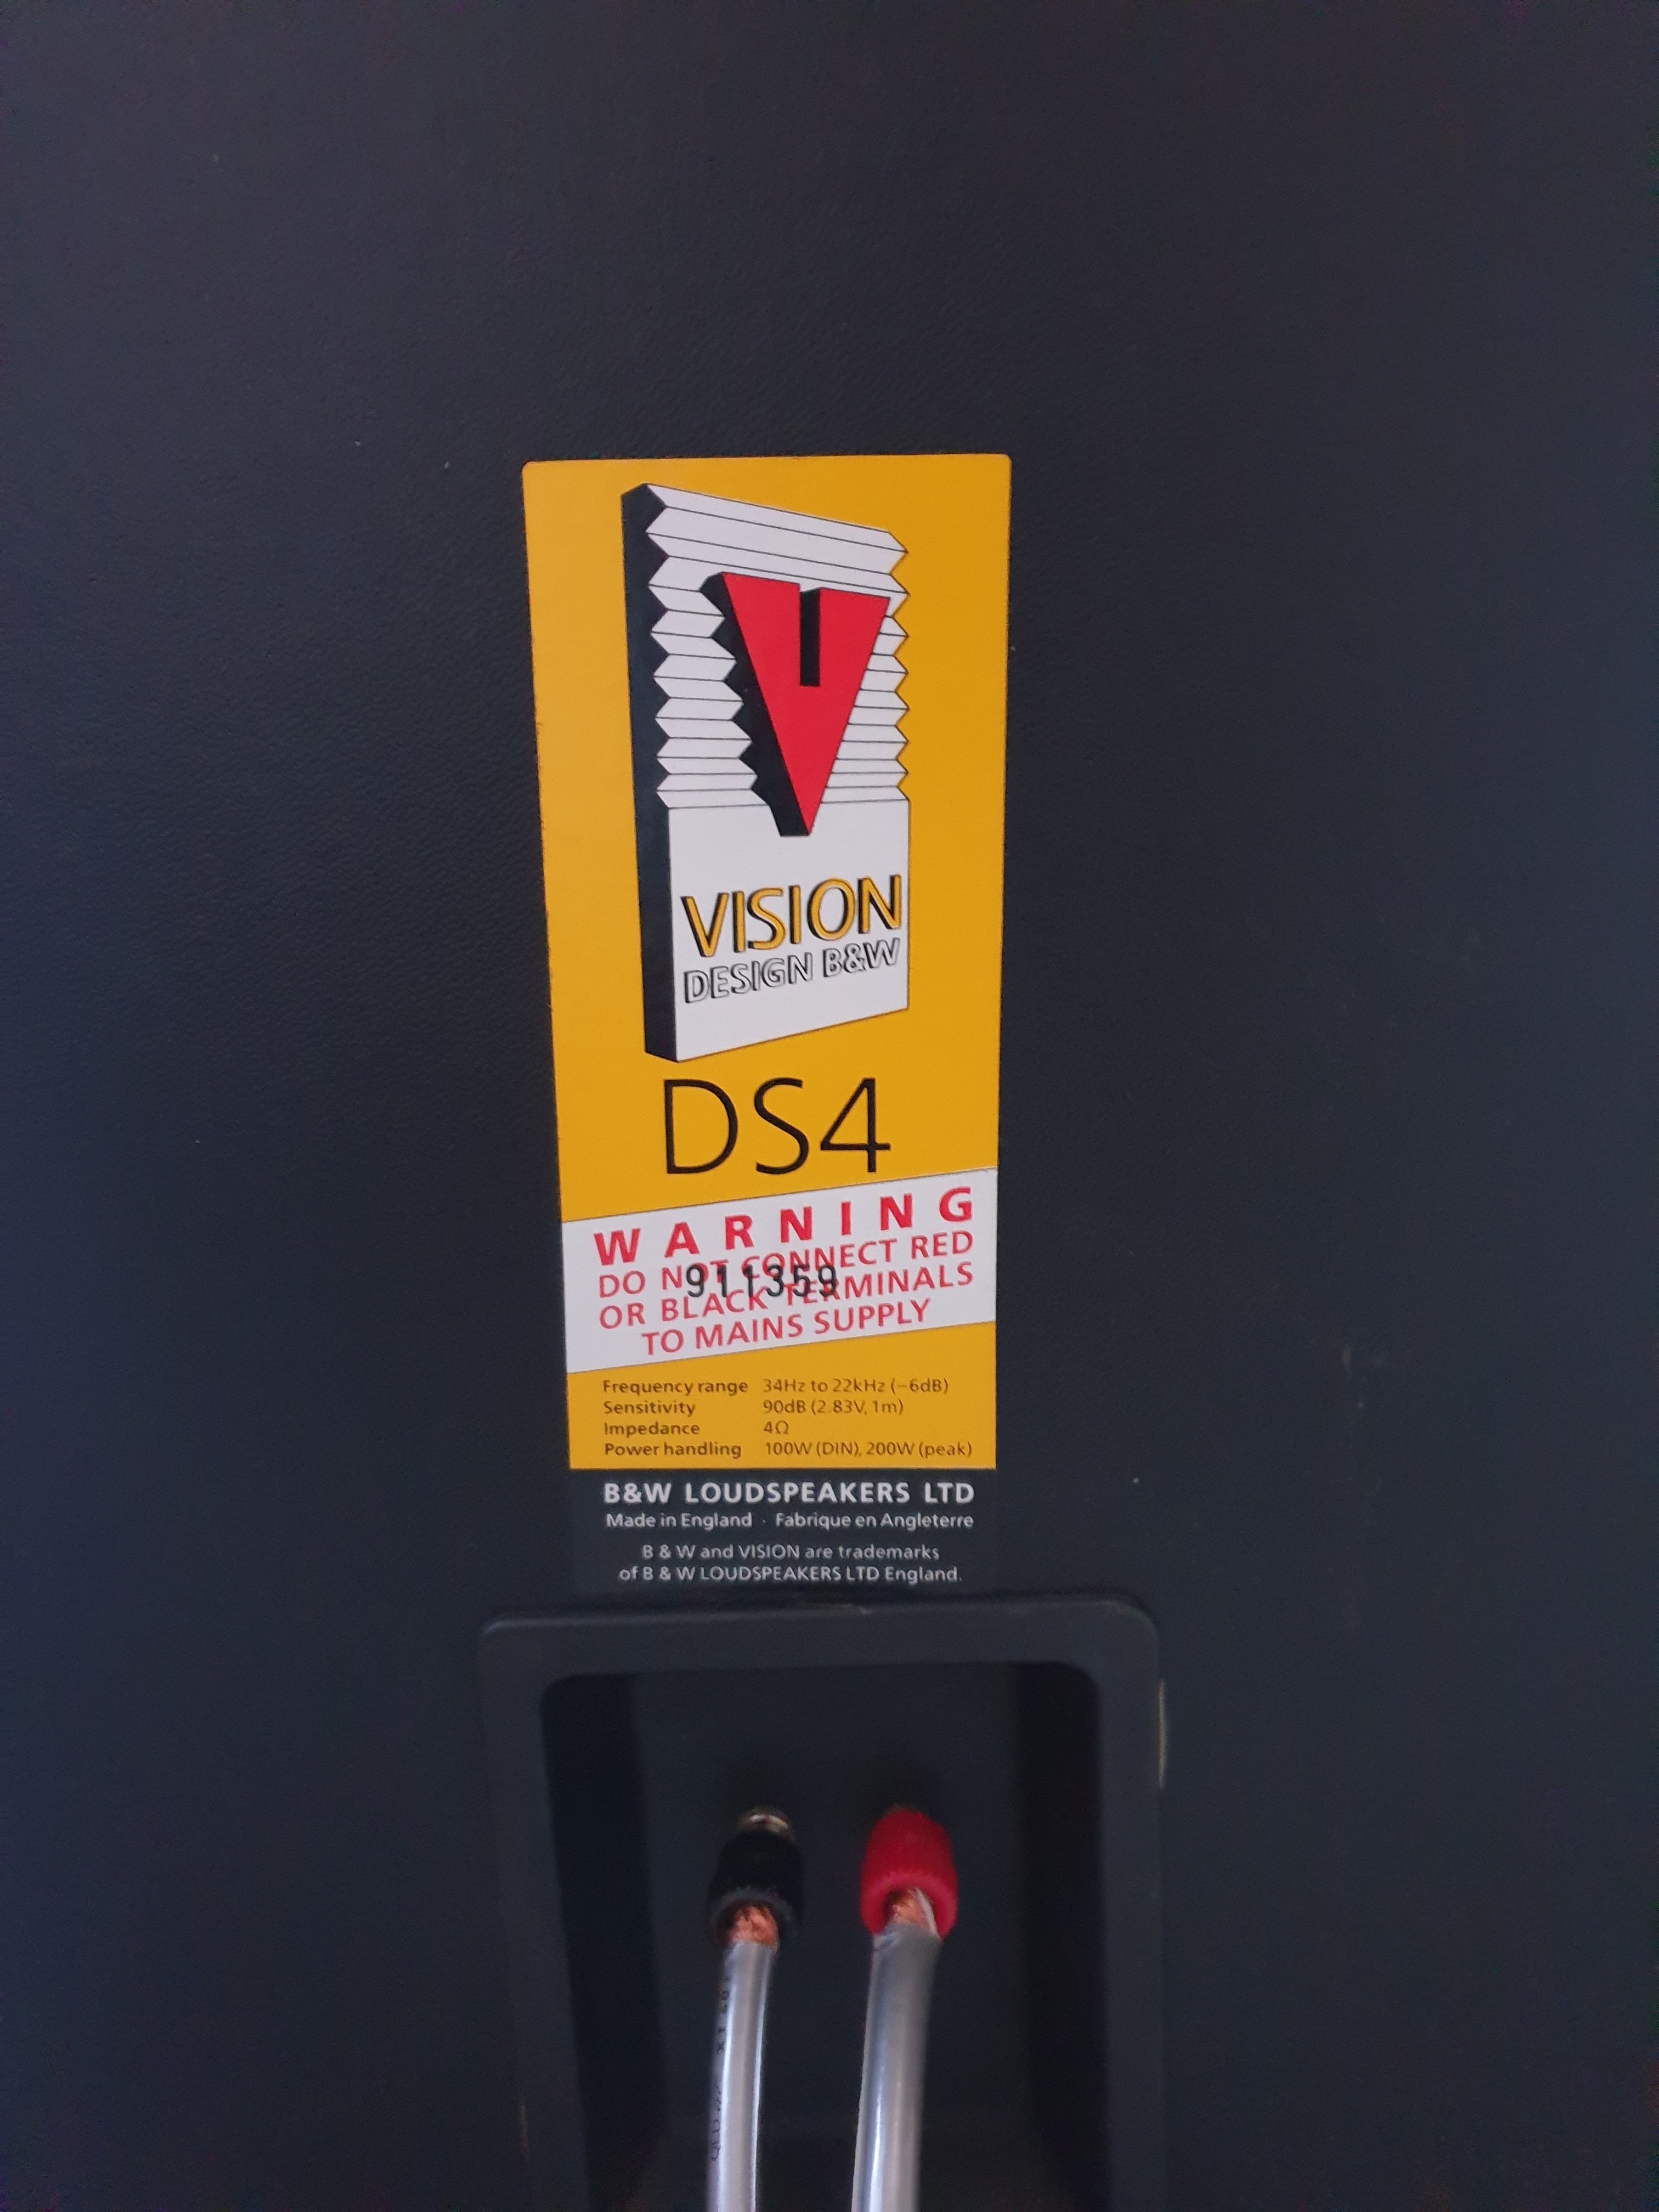 VISION
DESIGN B&W
DS4
WARNING
DO NOT CONNECT RED
911359
OR BLACK TERMINALS
TO MAINS SUPPLY
Frequency range 34Hz to 22kHz (-6dB)
Sensitivity 90dB (2.83V, 1m)
Impedance 4Ω
Power handling 100W (DIN), 200W (peak)
B&W LOUDSPEAKERS LTD
Made in England · Fabrique en Angleterre
B & W and VISION are trademarks
of B & W LOUDSPEAKERS LTD England.